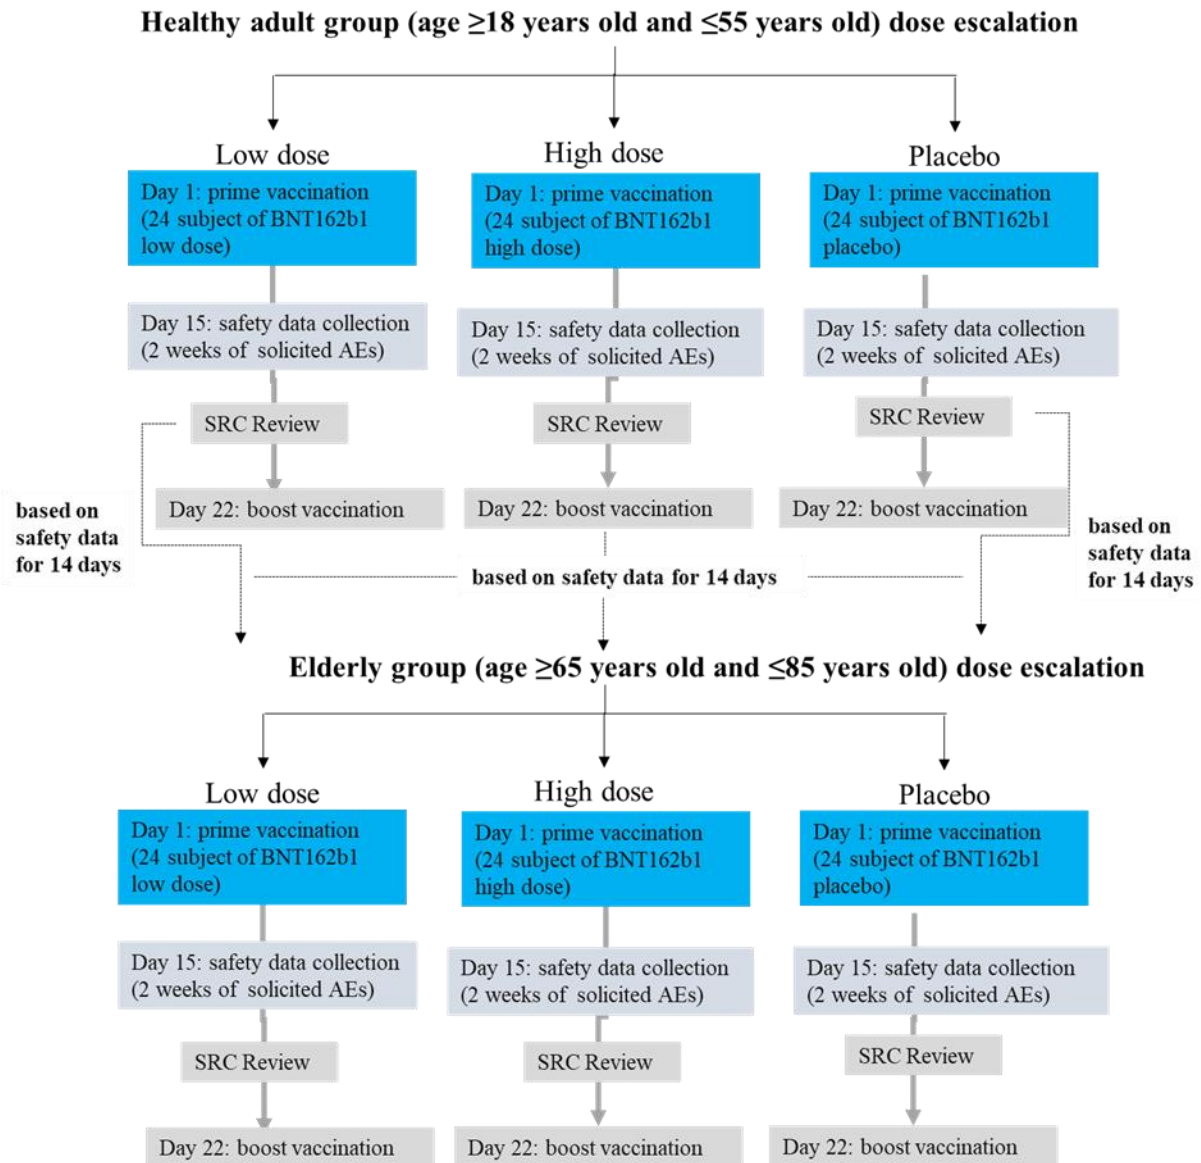 Healthy adult group (age ≥18 years old and ≤55 years old) dose escalation
Low dose
Day 1: prime vaccination
(24 subject of BNT162b1
low dose)
Day 15: safety data collection
(2 weeks of solicited AEs)
SRC Review
Day 22: boost vaccination
High dose
Day 1: prime vaccination
(24 subject of BNT162b1
high dose)
Day 15: safety data collection
(2 weeks of solicited AEs)
SRC Review
Day 22: boost vaccination
Placebo
Day 1: prime vaccination
(24 subject of BNT162b1
placebo)
Day 15: safety data collection
(2 weeks of solicited AEs)
SRC Review
Day 22: boost vaccination
based on
safety data
for 14 days
based on safety data for 14 days
based on
safety data
for 14 days
Elderly group (age ≥65 years old and ≤85 years old) dose escalation
Low dose
Day 1: prime vaccination
(24 subject of BNT162b1
low dose)
Day 15: safety data collection
(2 weeks of solicited AEs)
SRC Review
Day 22: boost vaccination
High dose
Day 1: prime vaccination
(24 subject of BNT162b1
high dose)
Day 15: safety data collection
(2 weeks of solicited AEs)
SRC Review
Day 22: boost vaccination
Placebo
Day 1: prime vaccination
(24 subject of BNT162b1
placebo)
Day 15: safety data collection
(2 weeks of solicited AEs)
SRC Review
Day 22: boost vaccination